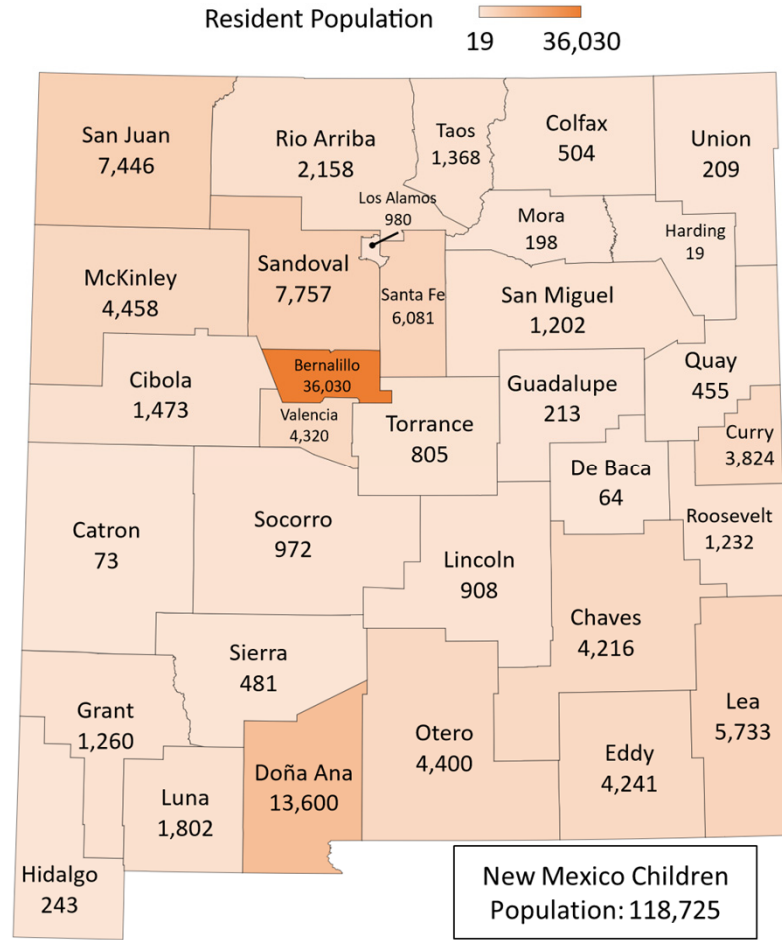 Resident Population
19 36,030
San Juan
7,446
Rio Arriba
2,158
Taos
1,368
Colfax
504
Union
209
Los Alamos
980
Mora
198
Harding
19
McKinley
4,458
Sandoval
7,757
Santa Fe
6,081
San Miguel
1,202
Cibola
1,473
Bernalillo
36,030
Valencia
4,320
Torrance
805
Guadalupe
213
Quay
455
Curry
3,824
De Baca
64
Roosevelt
1,232
Catron
73
Socorro
972
Lincoln
908
Chaves
4,216
Sierra
481
Grant
1,260
Luna
1,802
Doña Ana
13,600
Otero
4,400
Eddy
4,241
Lea
5,733
Hidalgo
243
New Mexico Children
Population: 118,725